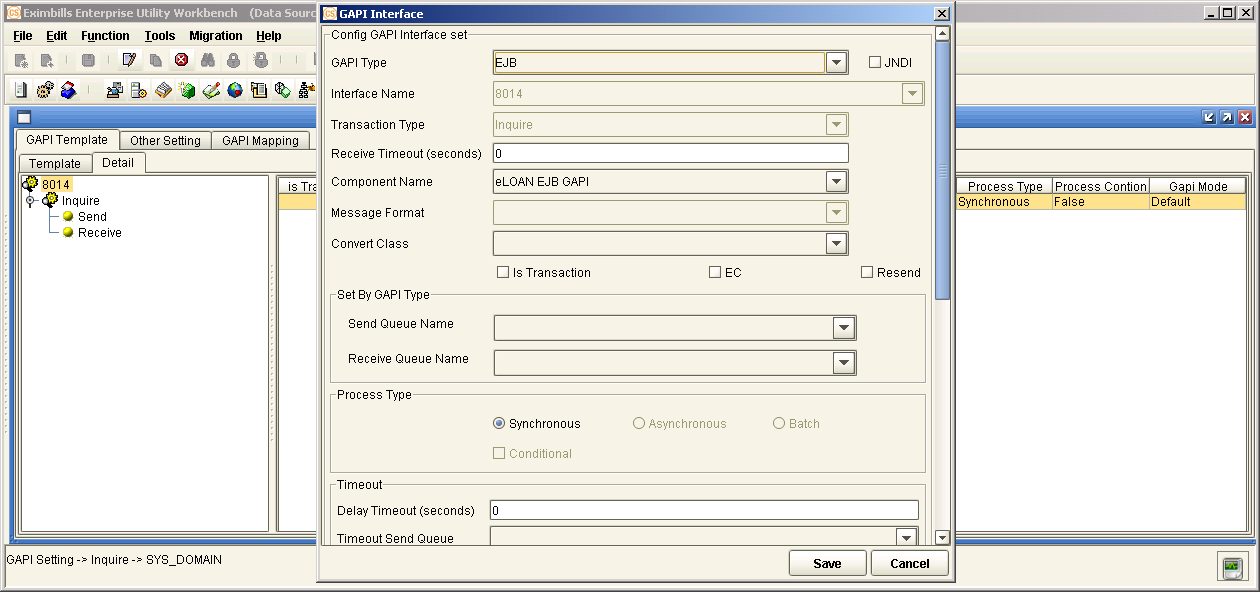 Eximbills Enterprise Utility Workbench (Data Sour
File Edit Function Tools Migration Help
GAPI Template Other Setting GAPI Mapping
Template Detail
8014
Inquire
Send
Receive
is Tra
GAPI Interface
Config GAPI Interface set
GAPI Type EJB JNDI
Interface Name 8014
Transaction Type Inquire
Receive Timeout (seconds) 0
Component Name eLOAN EJB GAPI
Message Format
Convert Class
Is Transaction EC Resend
Set By GAPI Type
Send Queue Name
Receive Queue Name
Process Type
Synchronous Asynchronous Batch
Conditional
Timeout
Delay Timeout (seconds) 0
Timeout Send Queue
Save Cancel
Process Type Process Contion Gapi Mode
Synchronous False Default
GAPI Setting -> Inquire -> SYS_DOMAIN